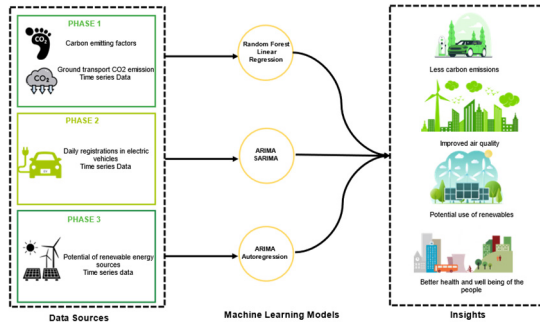 PHASE 1
CO2
Carbon emitting factors
CO2
Ground transport CO2 emission
Time series Data
PHASE 2
Daily registrations in electric
vehicles
Time series Data
PHASE 3
Potential of renewable energy
sources
Time series data
Data Sources
Random Forest
Linear
Regression
ARIMA
SARIMA
ARIMA
Autoregression
Machine Learning Models
Less carbon emissions
Improved air quality
Potential use of renewables
Better health and well being of the
people
Insights